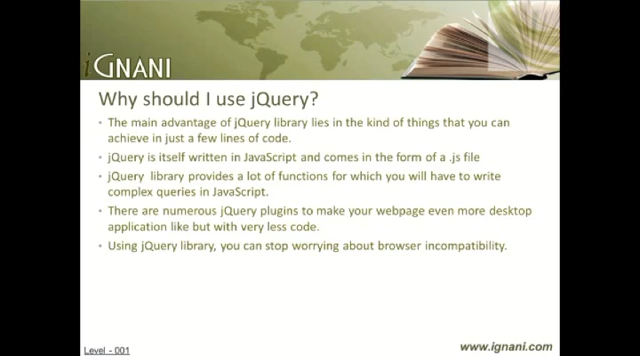 iGNANI
Why should I use jQuery?
• The main advantage of jQuery library lies in the kind of things that you can
achieve in just a few lines of code.
• jQuery is itself written in JavaScript and comes in the form of a .js file
• jQuery library provides a lot of functions for which you will have to write
complex queries in JavaScript.
• There are numerous jQuery plugins to make your webpage even more desktop
application like but with very less code.
• Using jQuery library, you can stop worrying about browser incompatibility.
Level - 001
www.ignani.com